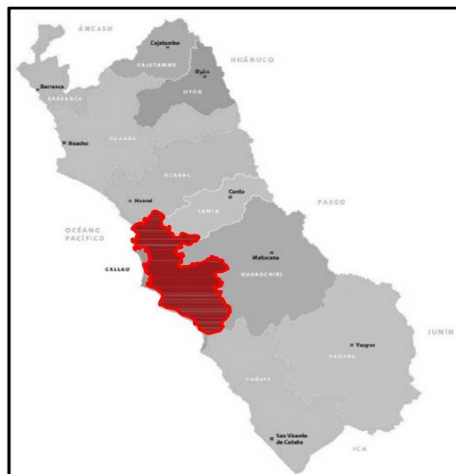 ÁNCASH
Cajatambo
CAJATAMBO
HUÁNUCO
Oyón
OYÓN
Barranca
BARRANCA
Huacho
HUAURA
HUARAL
Huaral
Canta
CANTA
PASCO
OCÉANO
PACÍFICO
CALLAO
Matucana
HUAROCHIRÍ
JUNÍN
Yauyos
YAUYOS
CAÑETE
San Vicente
de Cañete
ICA